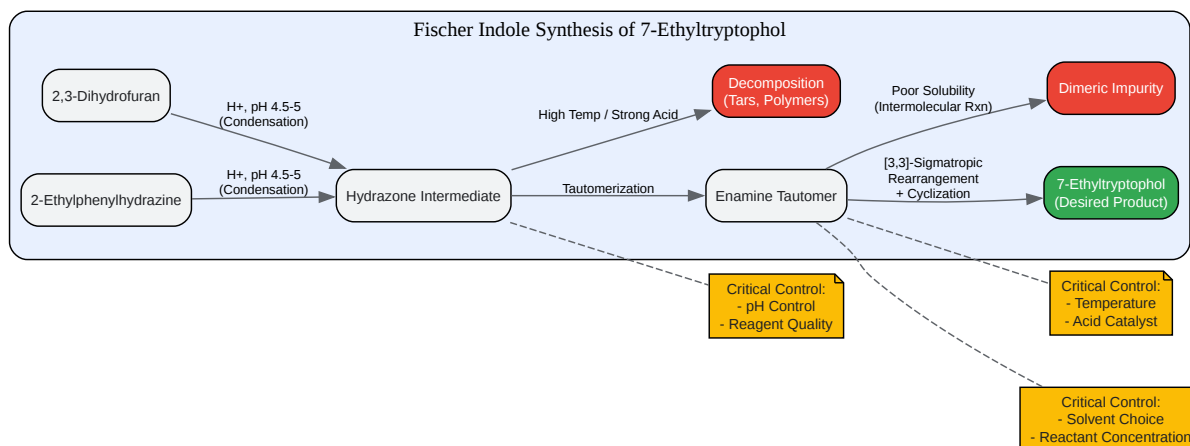 Fischer Indole Synthesis of 7-Ethyltryptophol
2,3-Dihydrofuran
H+, pH 4.5-5
(Condensation)
2-Ethylphenylhydrazine
H+, pH 4.5-5
(Condensation)
Hydrazone Intermediate
High Temp / Strong Acid
Decomposition
(Tars, Polymers)
Tautomerization
Enamine Tautomer
Poor Solubility
(Intermolecular Rxn)
Dimeric Impurity
[3,3]-Sigmatropic
Rearrangement
+ Cyclization
7-Ethyltryptophol
(Desired Product)
Critical Control:
- pH Control
- Reagent Quality
Critical Control:
- Temperature
- Acid Catalyst
Critical Control:
- Solvent Choice
- Reactant Concentration